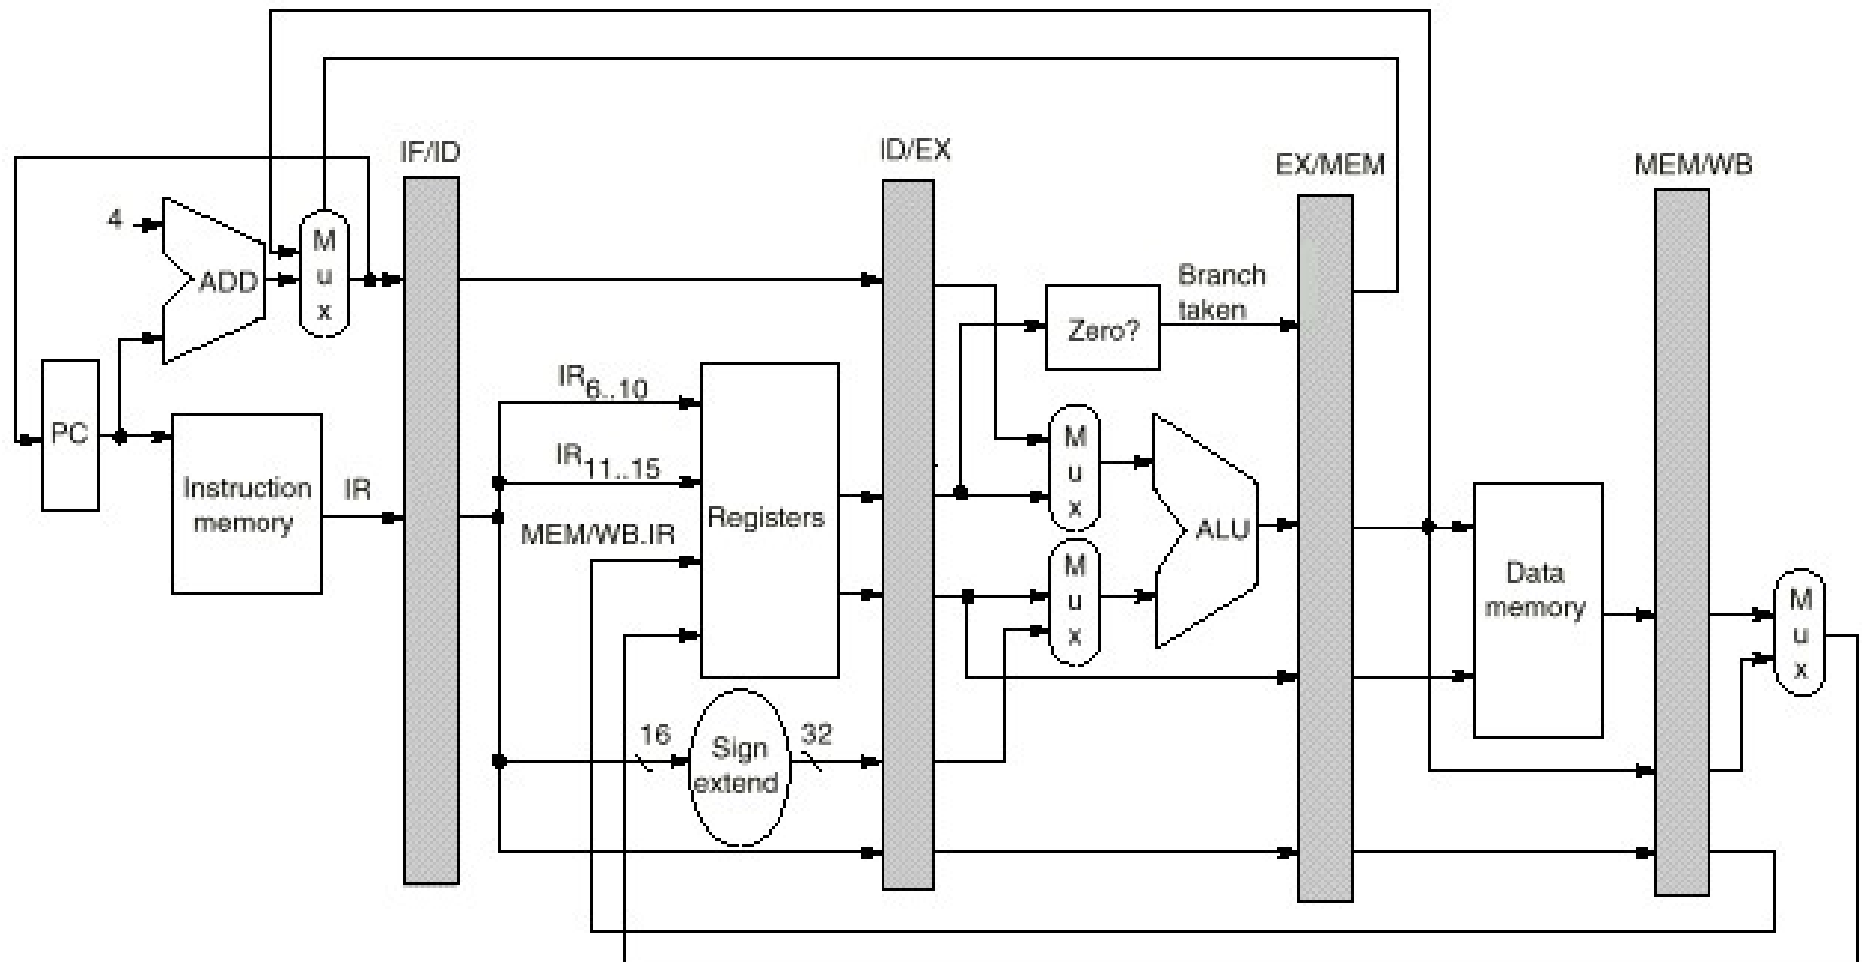 IF/ID
ID/EX
EX/MEM
MEM/WB
4
ADD
M
u
x
Branch
taken
Zero?
IR6..10
PC
M
u
x
IR11..15
Instruction
memory
IR
Registers
MEM/WB.IR
ALU
M
u
x
Data
memory
M
u
x
16
Sign
extend
32